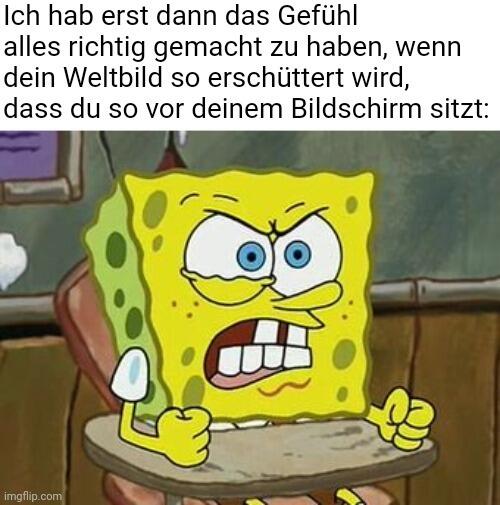 Ich hab erst dann das Gefühl
alles richtig gemacht zu haben, wenn
dein Weltbild so erschüttert wird,
dass du so vor deinem Bildschirm sitzt:
imgflip.com